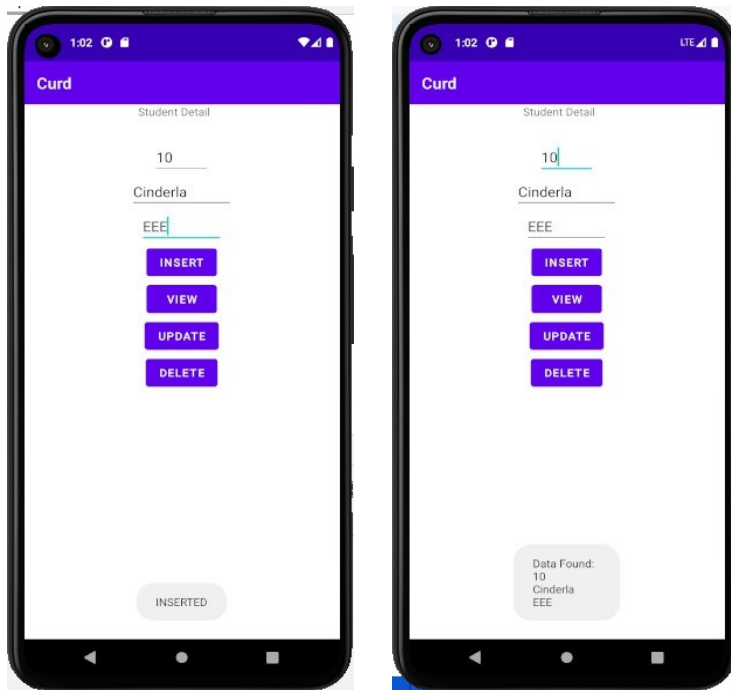 1:02
Curd
Student Detail
10
Cinderla
EEE
INSERT
VIEW
UPDATE
DELETE
INSERTED
1:02
LTE
Curd
Student Detail
10
Cinderla
EEE
INSERT
VIEW
UPDATE
DELETE
Data Found:
10
Cinderla
EEE